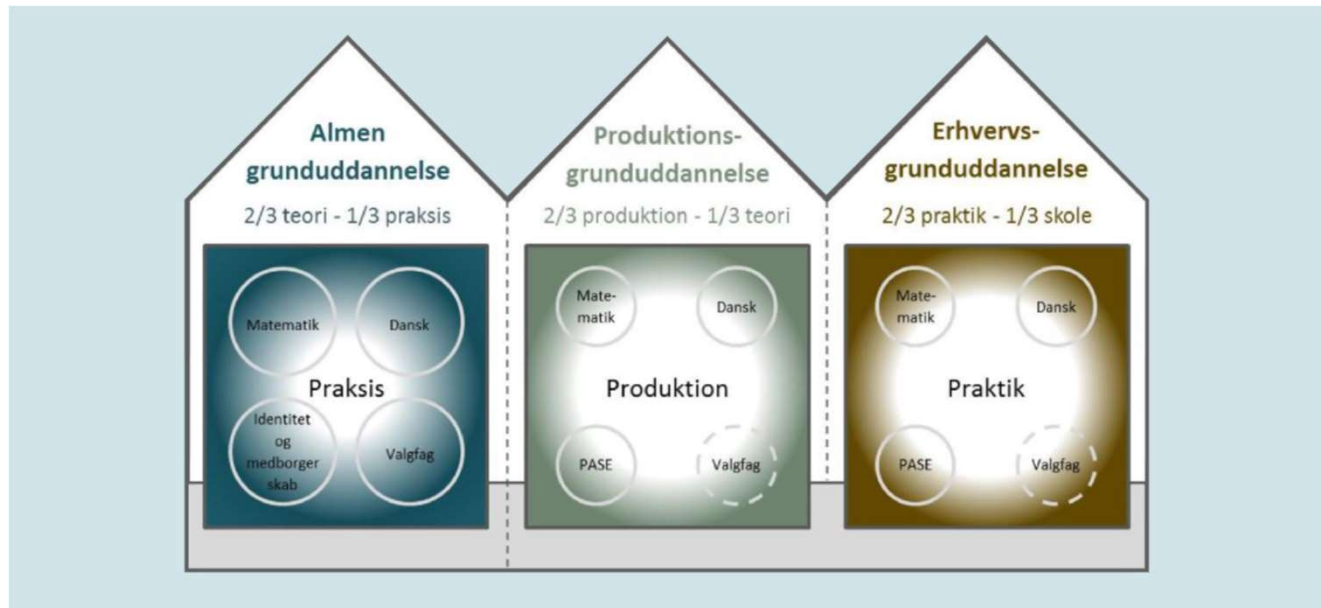 Almen
grunduddannelse
2/3 teori - 1/3 praksis
Matematik
Dansk
Praksis
Identitet
og
medborger
skab
Valgfag
Produktions-
grunduddannelse
2/3 produktion - 1/3 teori
Mate-
matik
Dansk
Produktion
PASE
Valgfag
Erhvervs-
grunduddannelse
2/3 praktik - 1/3 skole
Mate-
matik
Dansk
Praktik
PASE
Valgfag